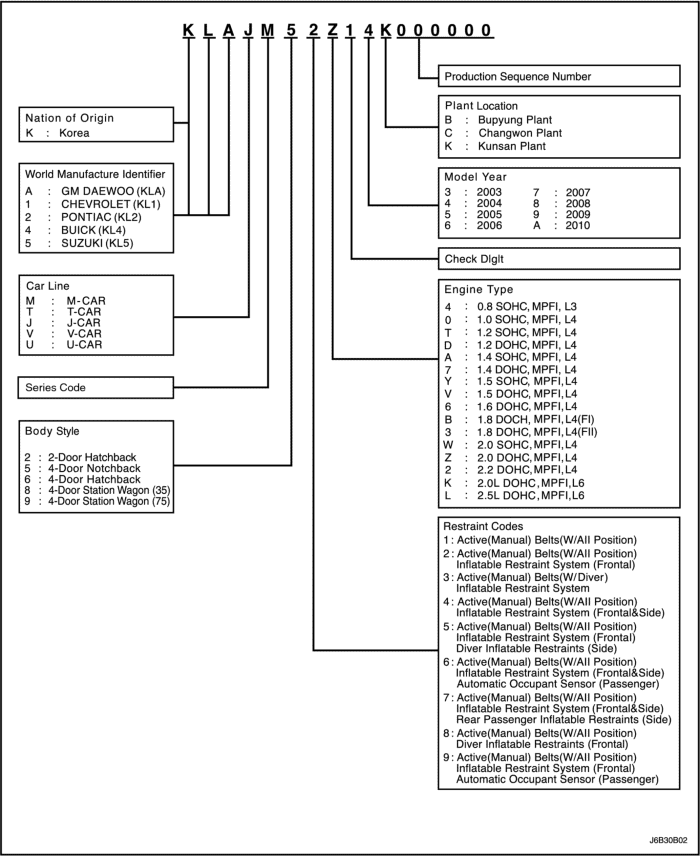 K L A J M 5 2 Z 1 4 K 0 0 0 0 0 0
Production Sequence Number
Plant Location
B : Bupyung Plant
C : Changwon Plant
K : Kunsan Plant
Nation of Origin
K : Korea
World Manufacture Identifier
A : GM DAEWOO (KLA)
1 : CHEVROLET (KL1)
2 : PONTIAC (KL2)
4 : BUICK (KL4)
5 : SUZUKI (KL5)
Model Year
3 : 2003 7 : 2007
4 : 2004 8 : 2008
5 : 2005 9 : 2009
6 : 2006 A : 2010
Check DIgIt
Car Line
M : M-CAR
T : T-CAR
J : J-CAR
V : V-CAR
U : U-CAR
Series Code
Body Style
2 : 2-Door Hatchback
5 : 4-Door Notchback
6 : 4-Door Hatchback
8 : 4-Door Station Wagon (35)
9 : 4-Door Station Wagon (75)
Engine Type
4 : 0.8 SOHC, MPFI, L3
0 : 1.0 SOHC, MPFI, L4
T : 1.2 SOHC, MPFI, L4
D : 1.2 DOHC, MPFI, L4
A : 1.4 SOHC, MPFI, L4
7 : 1.4 DOHC, MPFI, L4
Y : 1.5 SOHC, MPFI, L4
V : 1.5 DOHC, MPFI, L4
6 : 1.6 DOHC, MPFI, L4
B : 1.8 DOCH, MPFI, L4(FI)
3 : 1.8 DOHC, MPFI, L4(FII)
W : 2.0 SOHC, MPFI, L4
Z : 2.0 DOHC, MPFI, L4
2 : 2.2 DOHC, MPFI, L4
K : 2.0L DOHC, MPFI, L6
L : 2.5L DOHC, MPFI, L6
Restraint Codes
1 : Active(Manual) Belts(W/All Position)
2 : Active(Manual) Belts(W/All Position)
Inflatable Restraint System (Frontal)
3 : Active(Manual) Belts(W/Diver)
Inflatable Restraint System
4 : Active(Manual) Belts(W/All Position)
Inflatable Restraint System (Frontal&Side)
5 : Active(Manual) Belts(W/All Position)
Inflatable Restraint System (Frontal)
Diver Inflatable Restraints (Side)
6 : Active(Manual) Belts(W/All Position)
Inflatable Restraint System (Frontal&Side)
Automatic Occupant Sensor (Passenger)
7 : Active(Manual) Belts(W/All Position)
Inflatable Restraint System (Frontal&Side)
Rear Passenger Inflatable Restraints (Side)
8 : Active(Manual) Belts(W/All Position)
Diver Inflatable Restraints (Frontal)
9 : Active(Manual) Belts(W/All Position)
Inflatable Restraint System (Frontal)
Automatic Occupant Sensor (Passenger)
J6B30B02